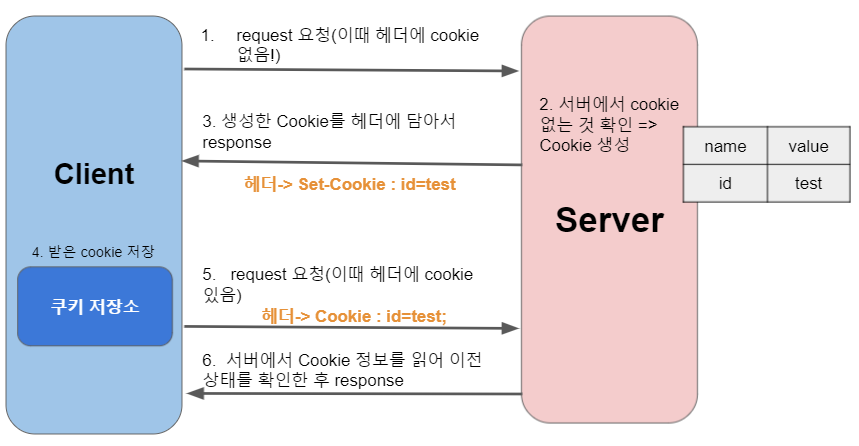 1. request 요청(이때 헤더에 cookie
없음!)
2. 서버에서 cookie
없는 것 확인 =>
Cookie 생성
name value
id test
3. 생성한 Cookie를 헤더에 담아서
response
헤더-> Set-Cookie : id=test
Client
Server
4. 받은 cookie 저장
쿠키 저장소
5. request 요청(이때 헤더에 cookie
있음)
헤더-> Cookie : id=test;
6. 서버에서 Cookie 정보를 읽어 이전
상태를 확인한 후 response